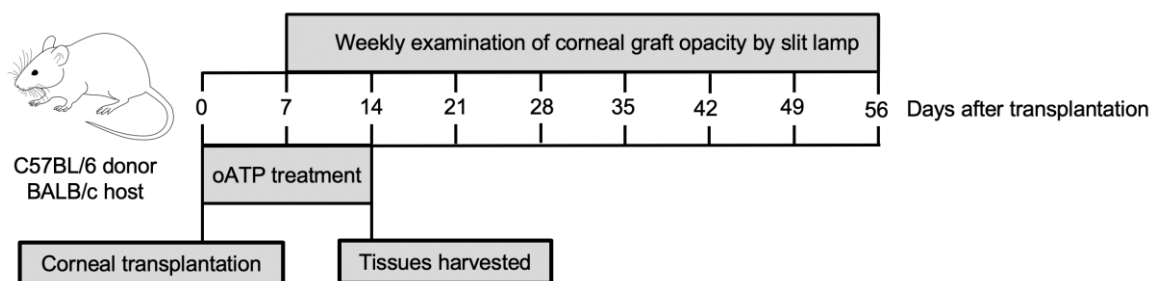 Weekly examination of corneal graft opacity by slit lamp
0 7 14 21 28 35 42 49 56 Days after transplantation
C57BL/6 donor
BALB/c host
oATP treatment
Corneal transplantation
Tissues harvested